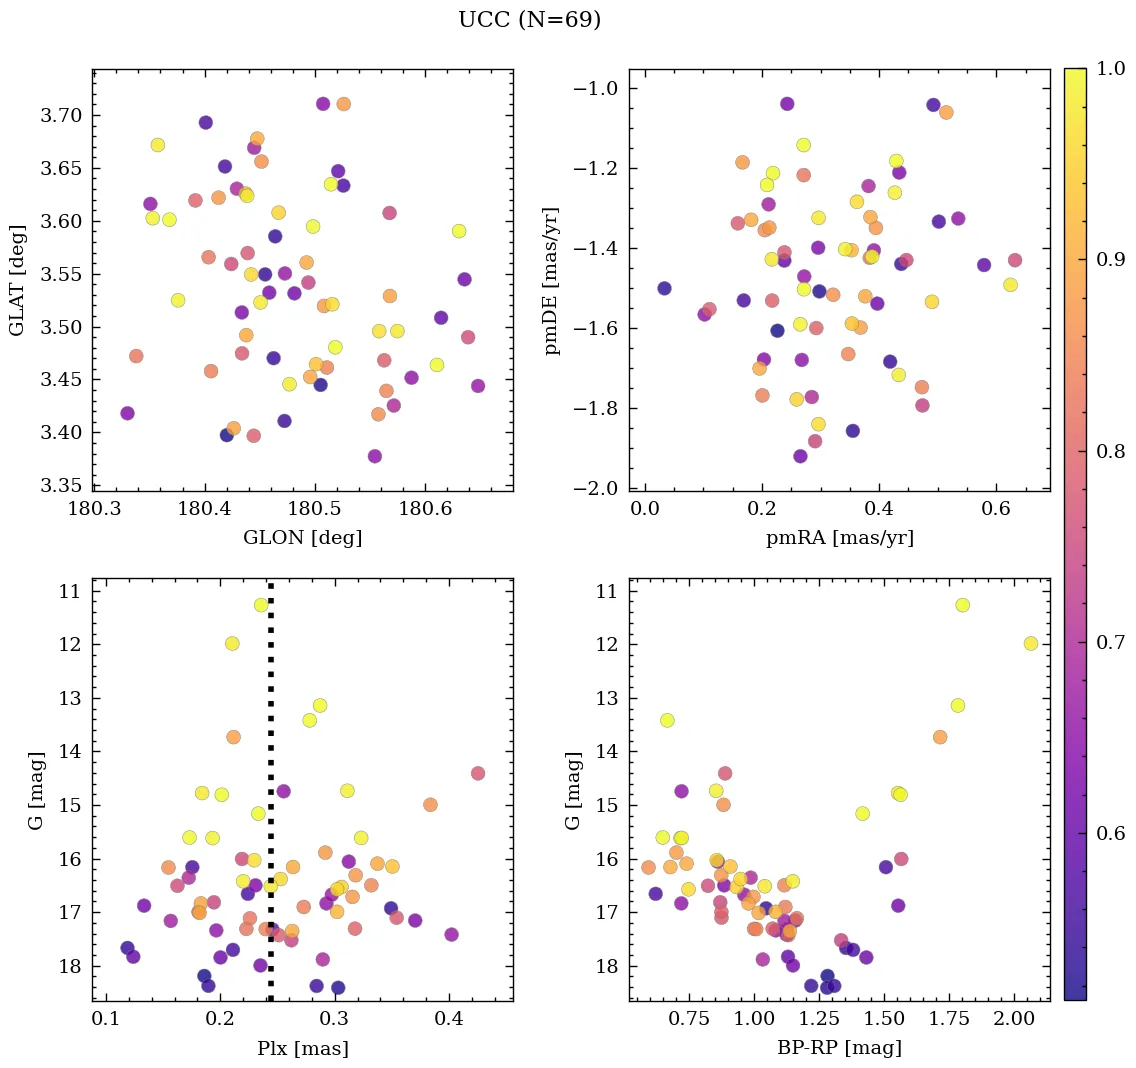 UCC (N=69)
3.70
3.65
3.60
3.55
3.50
3.45
3.40
3.35
GLAT [deg]
180.3 180.4 180.5 180.6
GLON [deg]
−1.0
−1.2
−1.4
−1.6
−1.8
−2.0
pmDE [mas/yr]
0.0 0.2 0.4 0.6
pmRA [mas/yr]
1.0
0.9
0.8
0.7
0.6
11
12
13
14
15
16
17
18
G [mag]
0.1 0.2 0.3 0.4
Plx [mas]
11
12
13
14
15
16
17
18
G [mag]
0.75 1.00 1.25 1.50 1.75 2.00
BP-RP [mag]